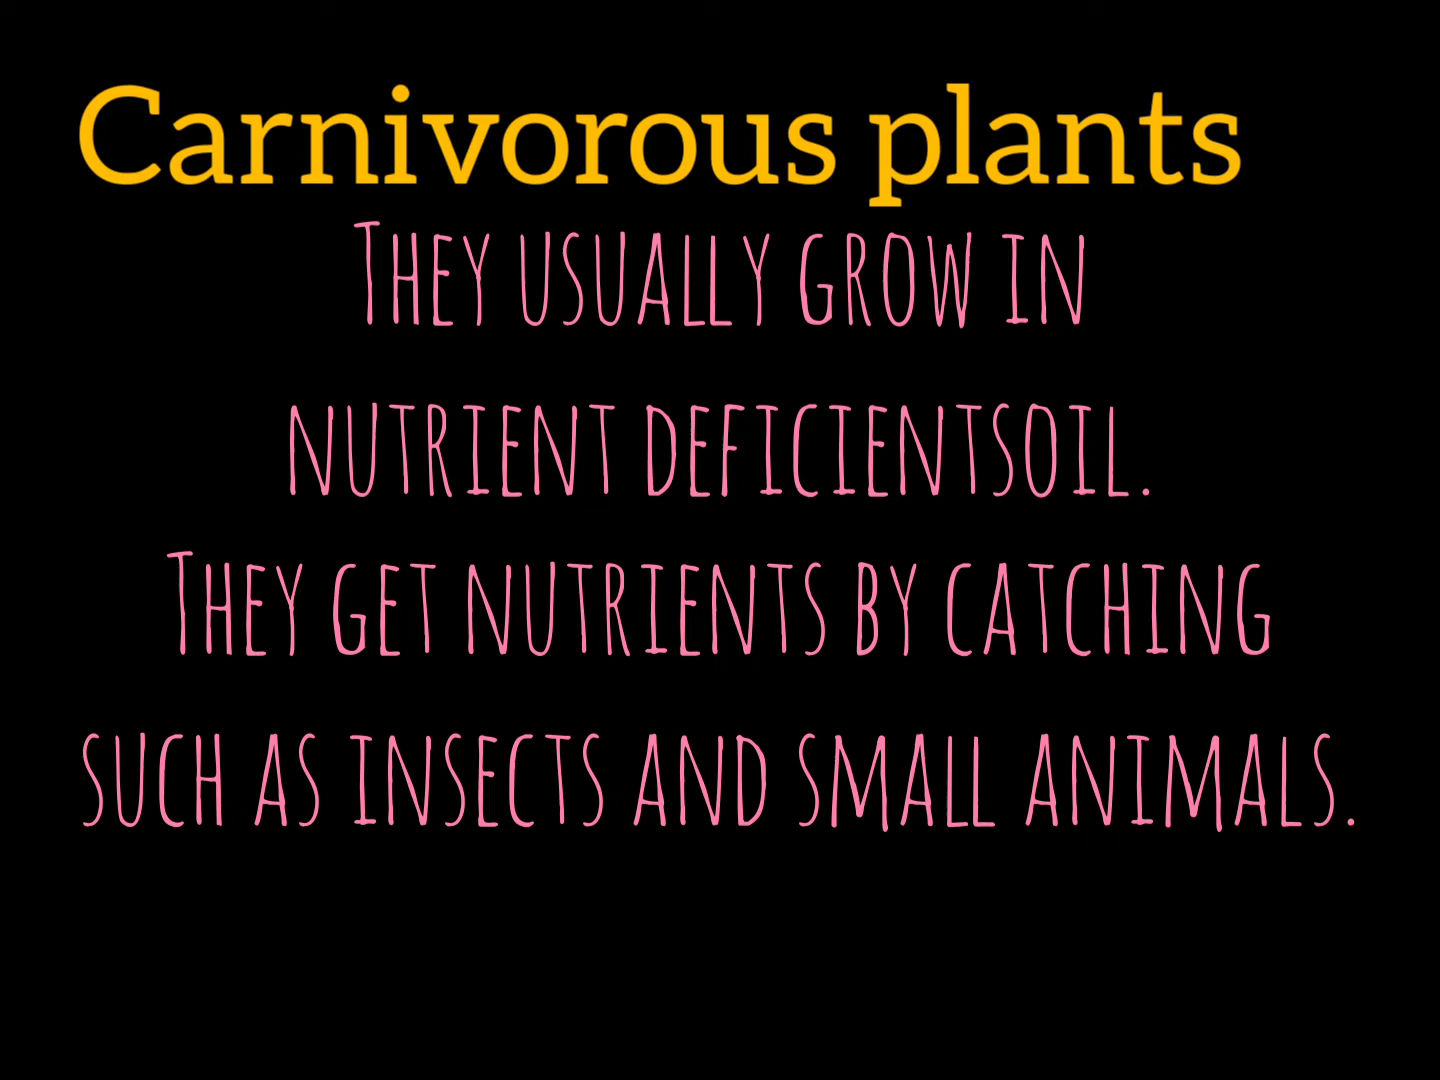 Carnivorous plants
They usually grow in
nutrient deficientsoil.
They get nutrients by catching
such as insects and small animals.